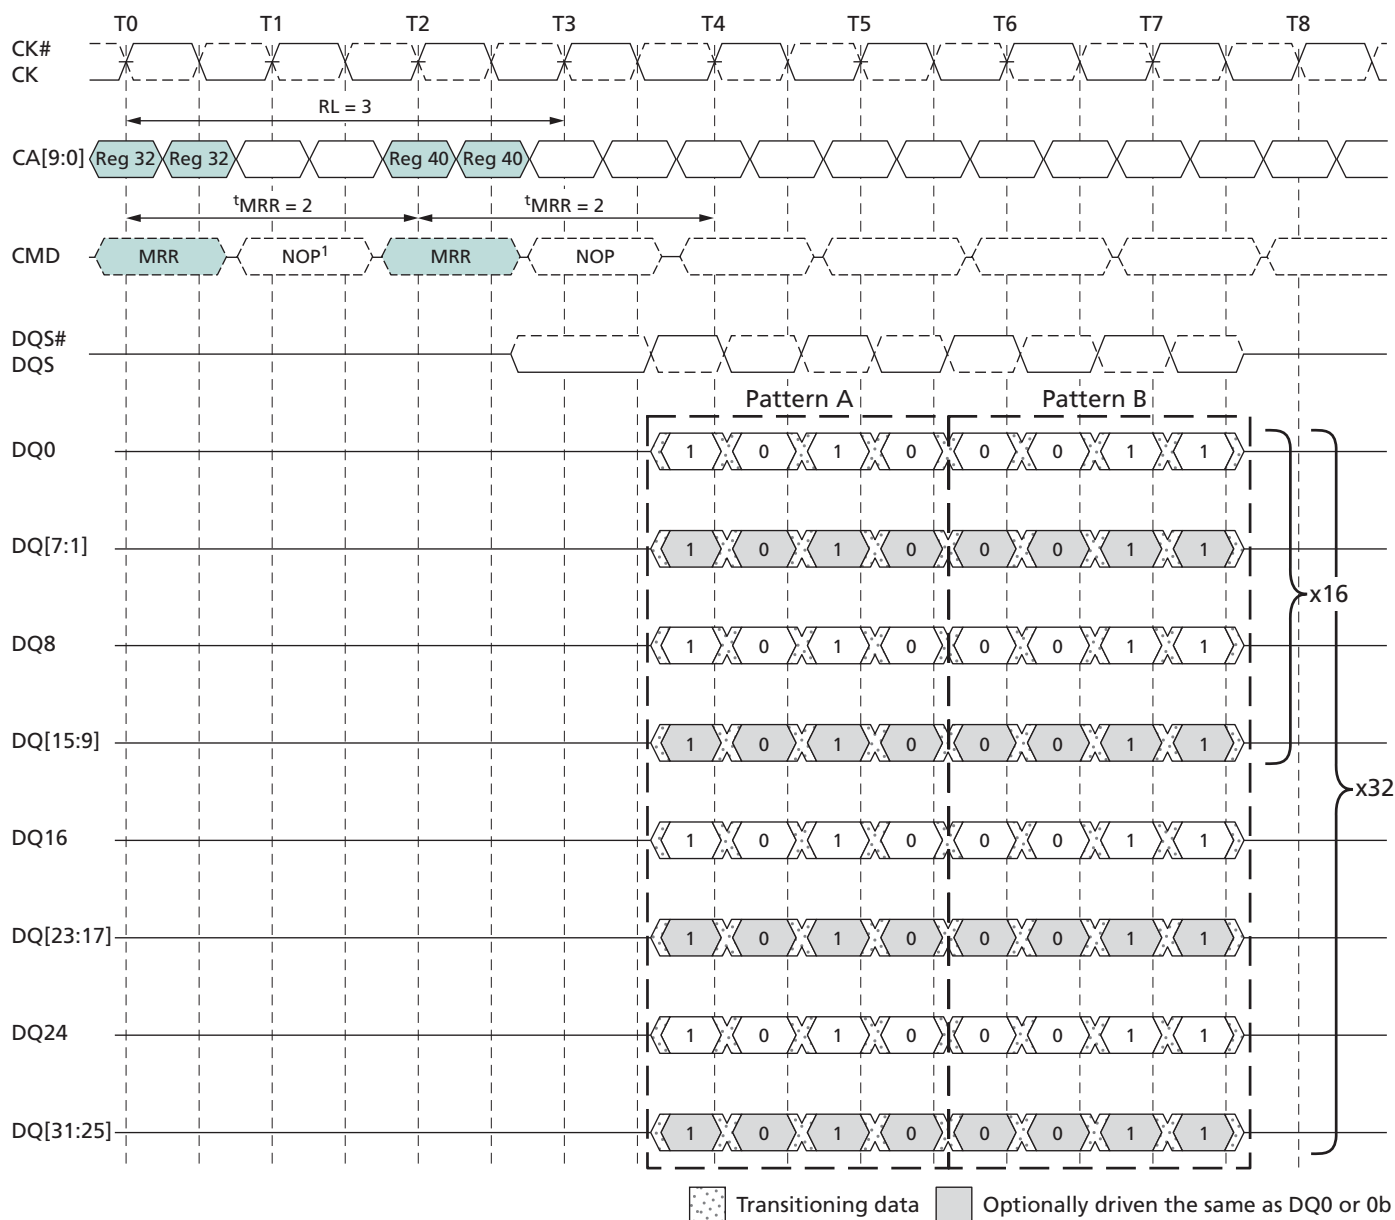 T0 T1 T2 T3 T4 T5 T6 T7 T8
CK#
CK
RL = 3
CA[9:0] Reg 32 Reg 32 Reg 40 Reg 40
tMRR = 2 tMRR = 2
CMD MRR NOP1 MRR NOP
DQS#
DQS
Pattern A Pattern B
DQ0 1 0 1 0 0 0 1 1
DQ[7:1] 1 0 1 0 0 0 1 1
x16
DQ8 1 0 1 0 0 0 1 1
DQ[15:9] 1 0 1 0 0 0 1 1
x32
DQ16 1 0 1 0 0 0 1 1
DQ[23:17] 1 0 1 0 0 0 1 1
DQ24 1 0 1 0 0 0 1 1
DQ[31:25] 1 0 1 0 0 0 1 1
Transitioning data Optionally driven the same as DQ0 or 0b